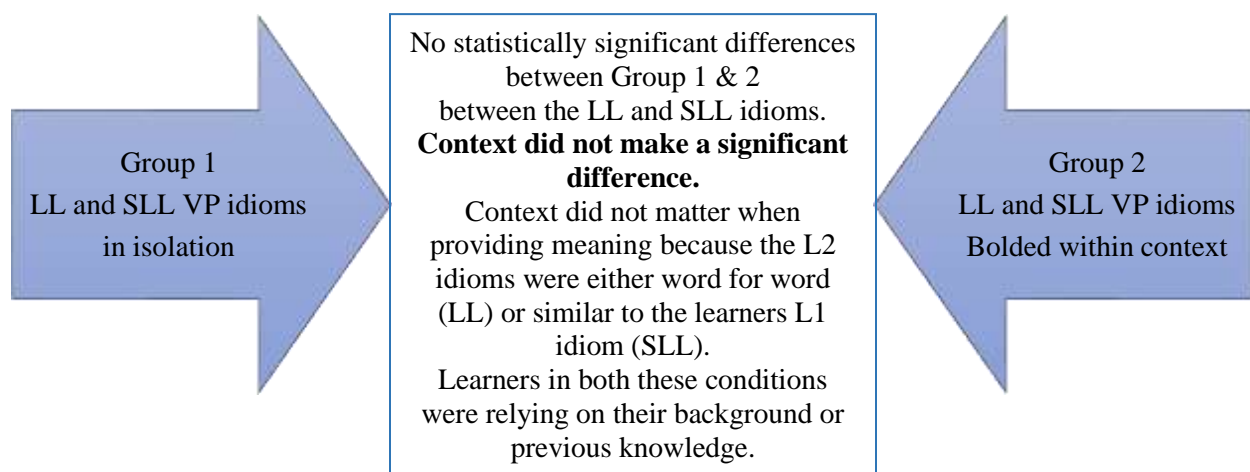 Group 1
LL and SLL VP idioms
in isolation
No statistically significant differences
between Group 1 & 2
between the LL and SLL idioms.
Context did not make a significant
difference.
Context did not matter when
providing meaning because the L2
idioms were either word for word
(LL) or similar to the learners L1
idiom (SLL).
Learners in both these conditions
were relying on their background or
previous knowledge.
Group 2
LL and SLL VP idioms
Bolded within context